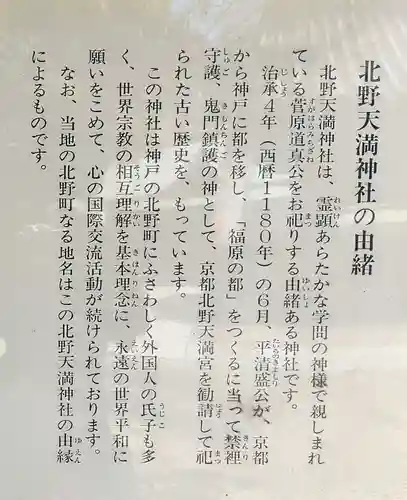 北野天満神社の由緒
北野天満神社は、霊顕あらたかな学問の神様で親しまれ
ている菅原道真公をお祀りする由緒ある神社です。
治承4年（西暦1180年）の6月、平清盛公が、京都
から神戸に都を移し、「福原の都」をつくるに当って禁裡
守護、鬼門鎮護の神として、京都北野天満宮を勧請して祀
られた古い歴史を、もっています。
この神社は神戸の北野町にふさわしく外国人の氏子も多
く、世界宗教の相互理解を基本理念に、永遠の世界平和に
願いをこめて、心の国際交流活動が続けられております。
なお、当地の北野町なる地名はこの北野天満神社の由縁
によるものです。